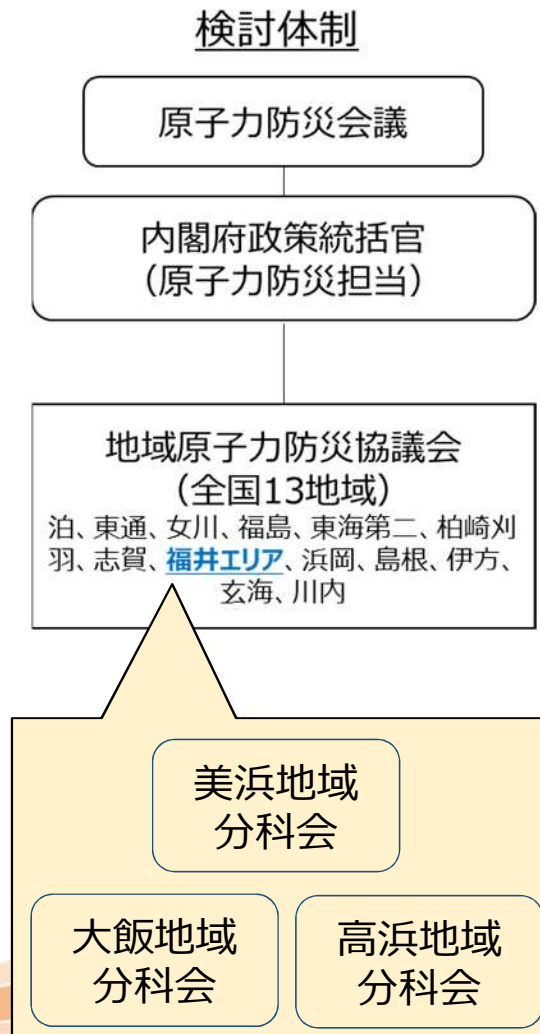 検討体制
原子力防災会議
内閣府政策統括官
（原子力防災担当）
地域原子力防災協議会
（全国13地域）
泊、東通、女川、福島、東海第二、柏崎刈
羽、志賀、福井エリア、浜岡、島根、伊方、
玄海、川内
美浜地域
分科会
大飯地域
分科会
高浜地域
分科会